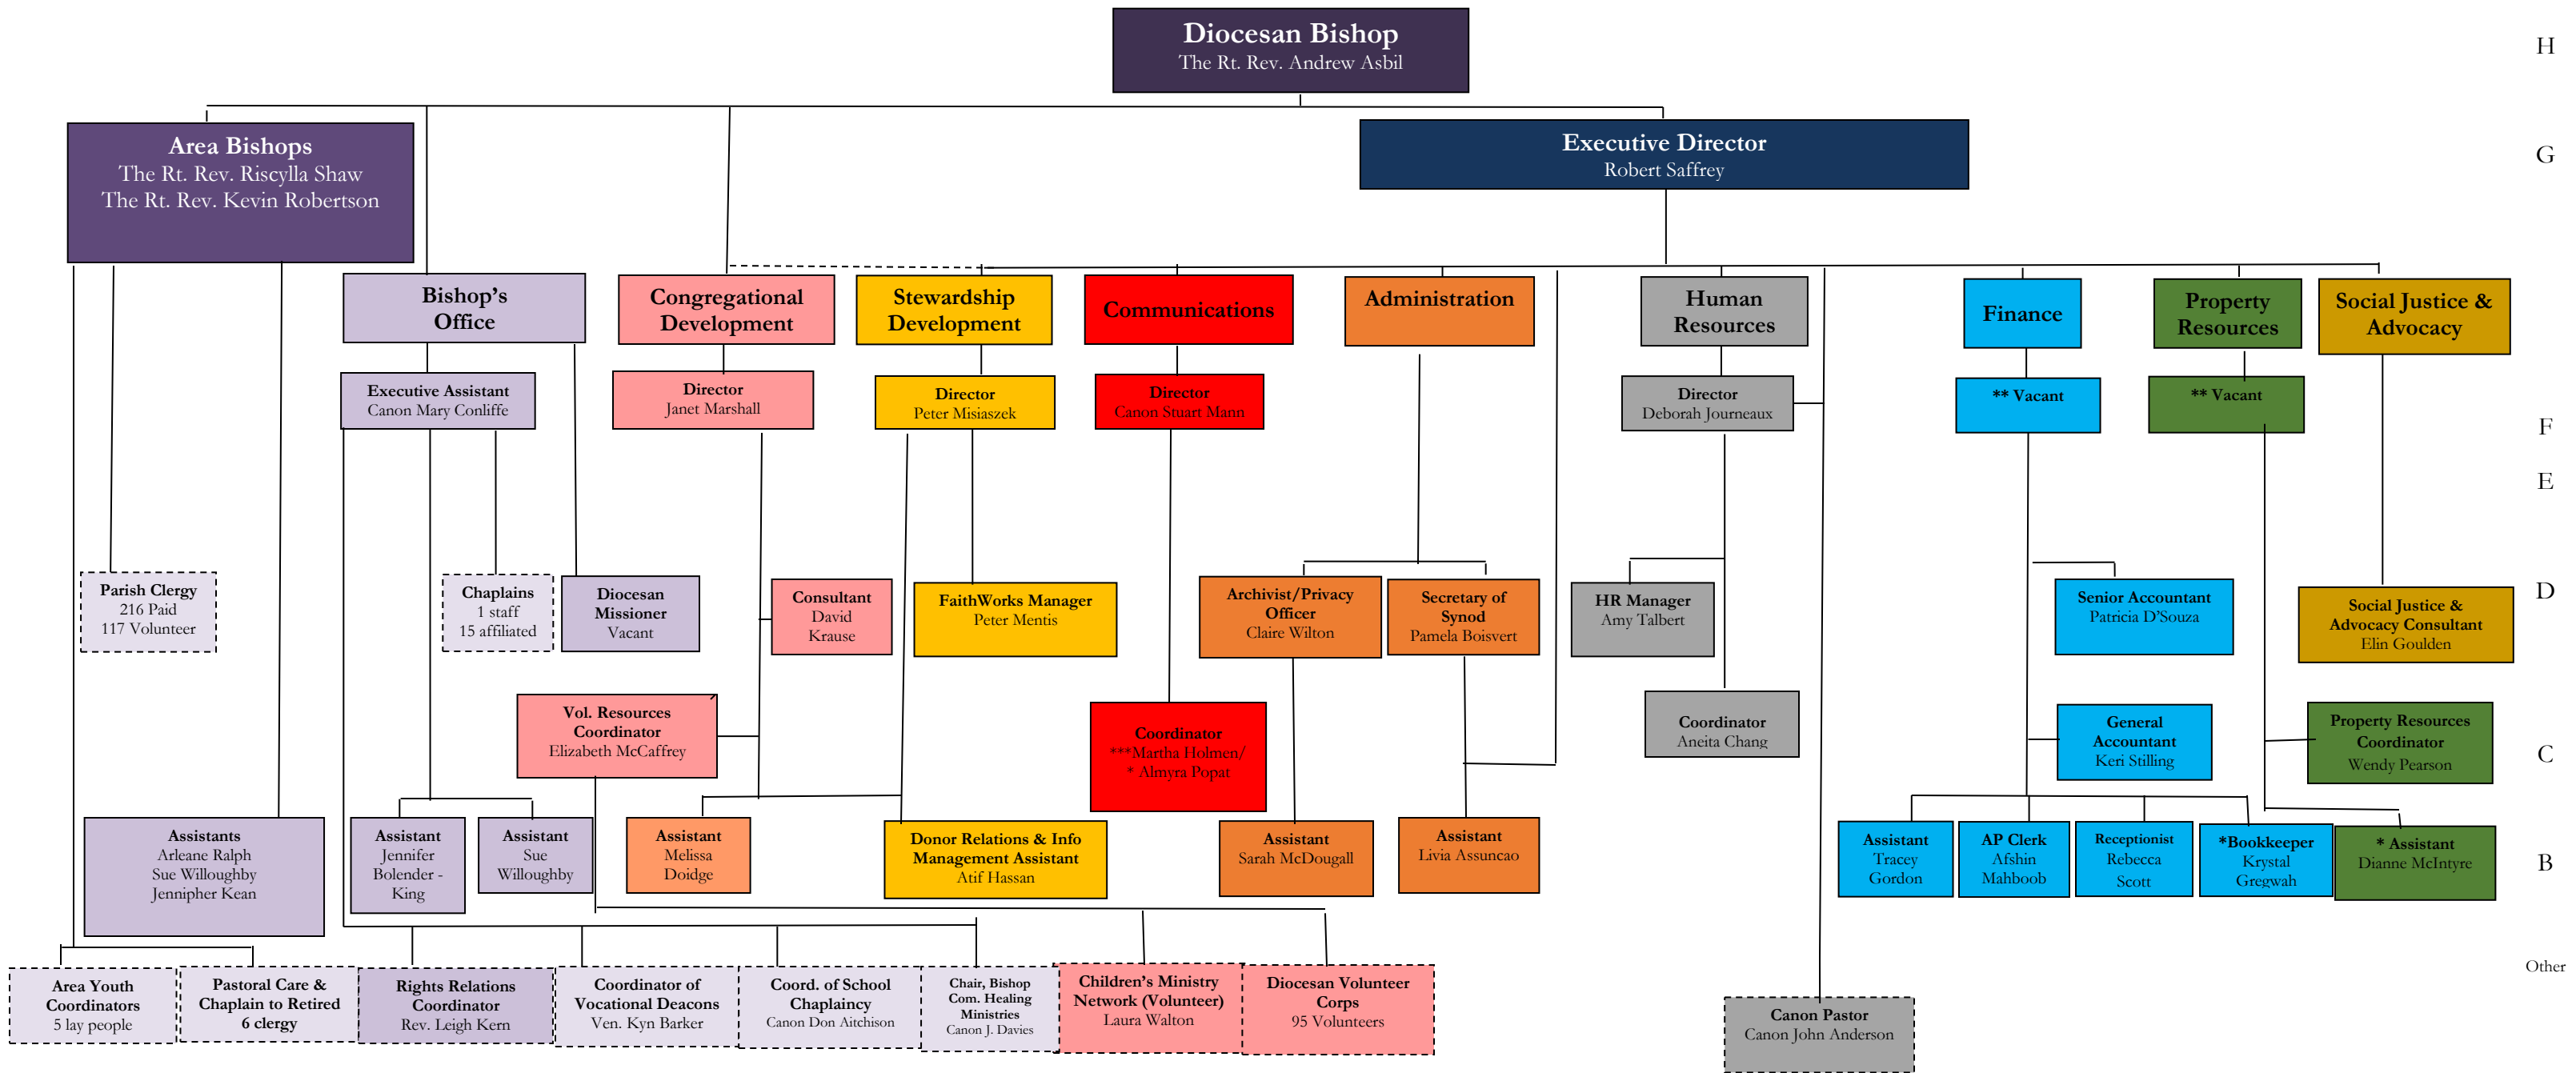 Diocesan Bishop
The Rt. Rev. Andrew Asbil
H
Area Bishops
The Rt. Rev. Riscylla Shaw
The Rt. Rev. Kevin Robertson
Executive Director
Robert Saffrey
G
Bishop's
Office
Congregational
Development
Stewardship
Development
Communications
Administration
Human
Resources
Finance
Property
Resources
Social Justice &
Advocacy
Executive Assistant
Canon Mary Conliffe
Director
Janet Marshall
Director
Peter Misiaszek
Director
Canon Stuart Mann
Director
Deborah Journeaux
** Vacant
** Vacant
F
E
Parish Clergy
216 Paid
117 Volunteer
Chaplains
1 staff
15 affiliated
Diocesan
Missioner
Vacant
Consultant
David
Krause
FaithWorks Manager
Peter Mentis
Archivist/Privacy
Officer
Claire Wilton
Secretary of
Synod
Pamela Boisvert
HR Manager
Amy Talbert
Senior Accountant
Patricia D'Souza
Social Justice &
Advocacy Consultant
Elin Goulden
D
Vol. Resources
Coordinator
Elizabeth McCaffrey
Coordinator
***Martha Holmen/
* Almyra Popat
Coordinator
Aneita Chang
General
Accountant
Keri Stilling
Property Resources
Coordinator
Wendy Pearson
C
Assistants
Arleane Ralph
Sue Willoughby
Jennipher Kean
Assistant
Jennifer
Bolender -
King
Assistant
Sue
Willoughby
Assistant
Melissa
Doidge
Donor Relations & Info
Management Assistant
Atif Hassan
Assistant
Sarah McDougall
Assistant
Livia Assuncao
Assistant
Tracey
Gordon
AP Clerk
Afshin
Mahboob
Receptionist
Rebecca
Scott
*Bookkeeper
Krystal
Gregwah
* Assistant
Dianne McIntyre
B
Area Youth
Coordinators
5 lay people
Pastoral Care &
Chaplain to Retired
6 clergy
Rights Relations
Coordinator
Rev. Leigh Kern
Coordinator of
Vocational Deacons
Ven. Kyn Barker
Coord. of School
Chaplaincy
Canon Don Aitchison
Chair, Bishop
Com. Healing
Ministries
Canon J. Davies
Children's Ministry
Network (Volunteer)
Laura Walton
Diocesan Volunteer
Corps
95 Volunteers
Canon Pastor
Canon John Anderson
Other